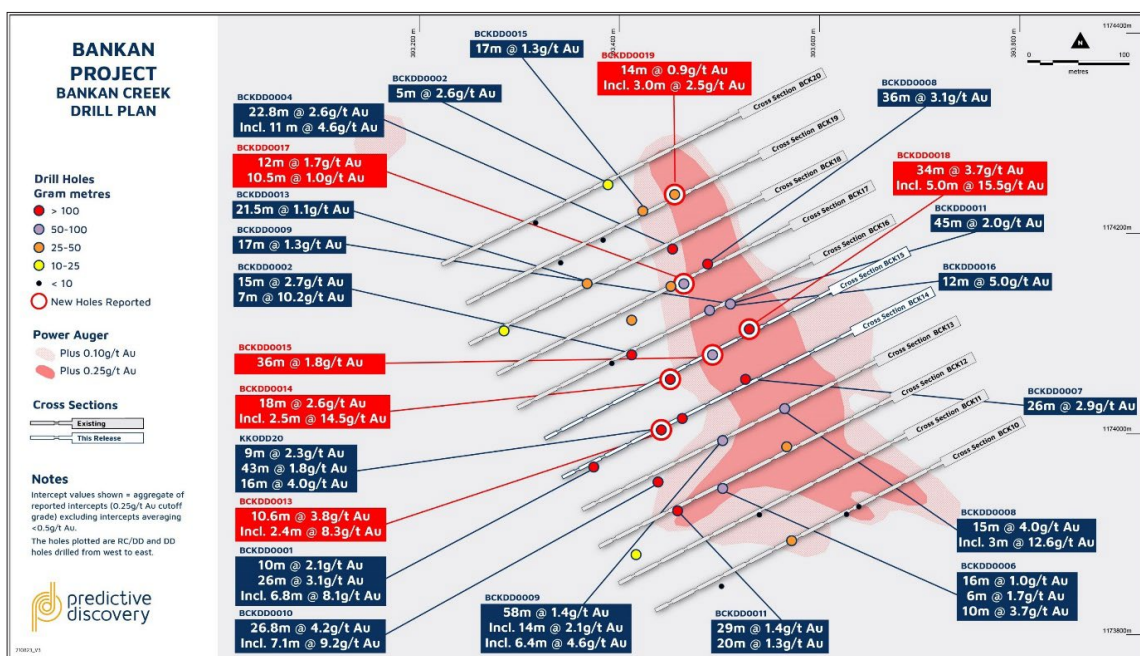 BANKAN
PROJECT
BANKAN CREEK
DRILL PLAN
Drill Holes
Gram metres
> 100
50-100
25-50
10-25
< 10
New Holes Reported
Power Auger
Plus 0.10g/t Au
Plus 0.25g/t Au
Cross Sections
Existing
This Release
Notes
Intercept values shown = aggregate of
reported intercepts (0.25g/t Au cutoff
grade) excluding intercepts averaging
<0.5g/t Au.
The holes plotted are RC/DD and DD
holes drilled from west to east.
predictive
discovery
210823_V3
393,200 m
393,400 m
393,600 m
393,800 m
1174400 m
1174200 m
1174000 m
1173800 m
N
0
100
metres
BCKDD0015
17m @ 1.3g/t Au
BCKDD0019
14m @ 0.9g/t Au
Incl. 3.0m @ 2.5g/t Au
BCKDD0002
5m @ 2.6g/t Au
BCKDD0008
36m @ 3.1g/t Au
BCKDD0004
22.8m @ 2.6g/t Au
Incl. 11 m @ 4.6g/t Au
BCKDD0017
12m @ 1.7g/t Au
10.5m @ 1.0g/t Au
BCKDD0013
21.5m @ 1.1g/t Au
BCKDD0009
17m @ 1.3g/t Au
BCKDD0002
15m @ 2.7g/t Au
7m @ 10.2g/t Au
BCKDD0018
34m @ 3.7g/t Au
Incl. 5.0m @ 15.5g/t Au
BCKDD0011
45m @ 2.0g/t Au
BCKDD0016
12m @ 5.0g/t Au
BCKDD0015
36m @ 1.8g/t Au
BCKDD0014
18m @ 2.6g/t Au
Incl. 2.5m @ 14.5g/t Au
KKODD20
9m @ 2.3g/t Au
43m @ 1.8g/t Au
16m @ 4.0g/t Au
BCKDD0013
10.6m @ 3.8g/t Au
Incl. 2.4m @ 8.3g/t Au
BCKDD0001
10m @ 2.1g/t Au
26m @ 3.1g/t Au
Incl. 6.8m @ 8.1g/t Au
BCKDD0010
26.8m @ 4.2g/t Au
Incl. 7.1m @ 9.2g/t Au
BCKDD0009
58m @ 1.4g/t Au
Incl. 14m @ 2.1g/t Au
Incl. 6.4m @ 4.6g/t Au
BCKDD0011
29m @ 1.4g/t Au
20m @ 1.3g/t Au
BCKDD0007
26m @ 2.9g/t Au
BCKDD0008
15m @ 4.0g/t Au
Incl. 3m @ 12.6g/t Au
BCKDD0006
16m @ 1.0g/t Au
6m @ 1.7g/t Au
10m @ 3.7g/t Au
Cross Section BCK20
Cross Section BCK19
Cross Section BCK18
Cross Section BCK17
Cross Section BCK16
Cross Section BCK15
Cross Section BCK14
Cross Section BCK13
Cross Section BCK12
Cross Section BCK11
Cross Section BCK10